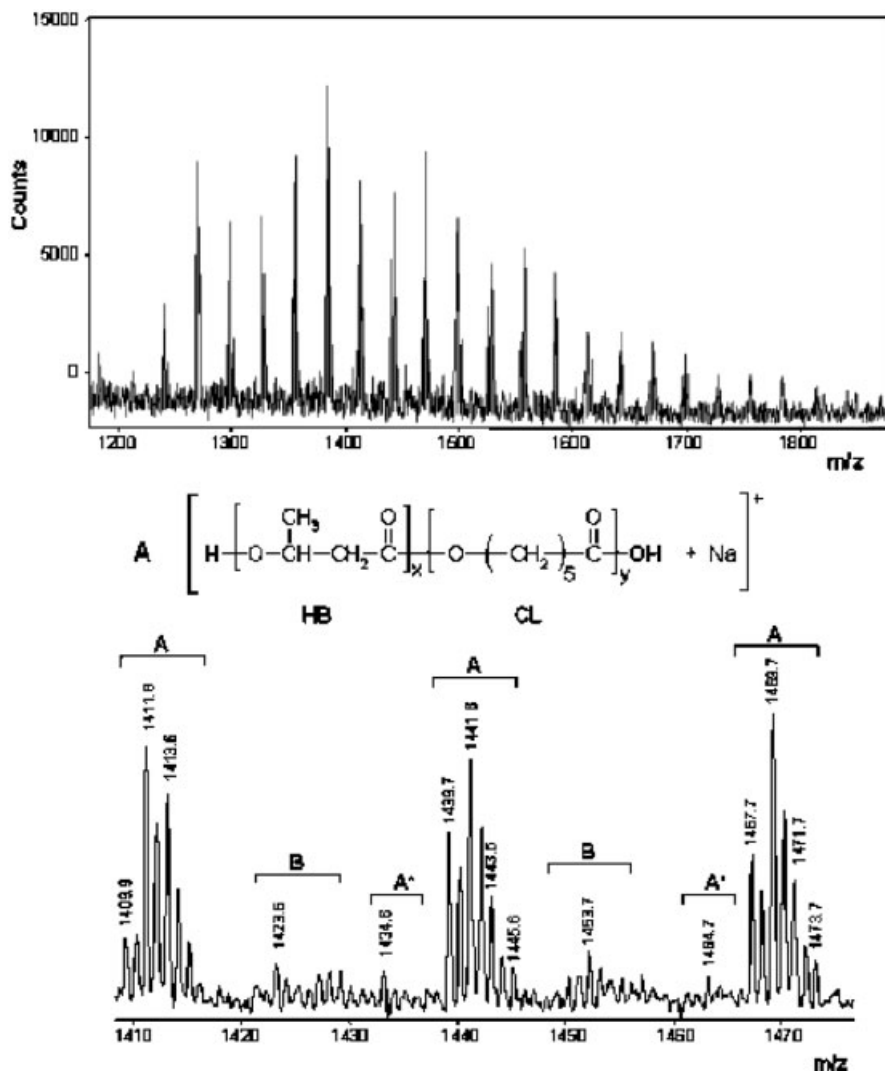 15000
10000
5000
0
Counts
1200 1300 1400 1500 1600 1700 1800
m/z
A [ H [ O CH CH₃ CH₂ C O ]x [ O ( CH₂ )5 C O ]y OH + Na ]+
HB CL
A A A
1409.9 1411.8 1413.6 B 1423.6 A* 1434.6 1439.7 1441.6 1443.6 1445.6 B 1453.7 A* 1464.7 1467.7 1469.7 1471.7 1473.7
1410 1420 1430 1440 1450 1460 1470
m/z